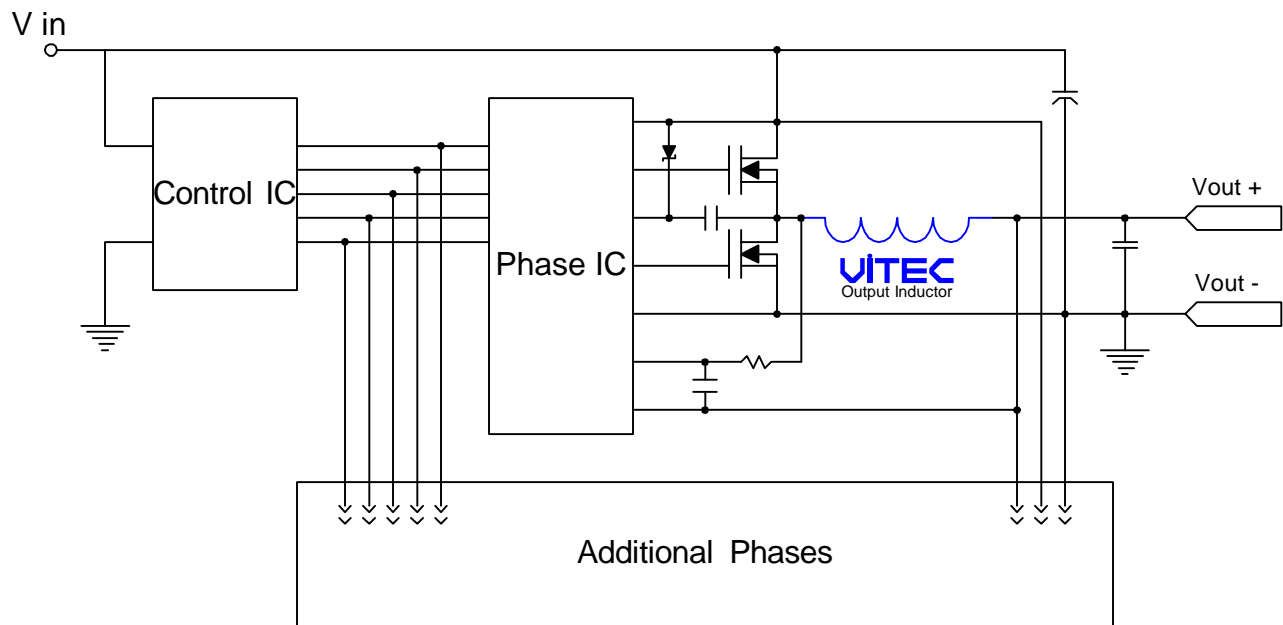 V in
Control IC
Phase IC
Vout +
ViTEC
Output Inductor
Vout -
Additional Phases